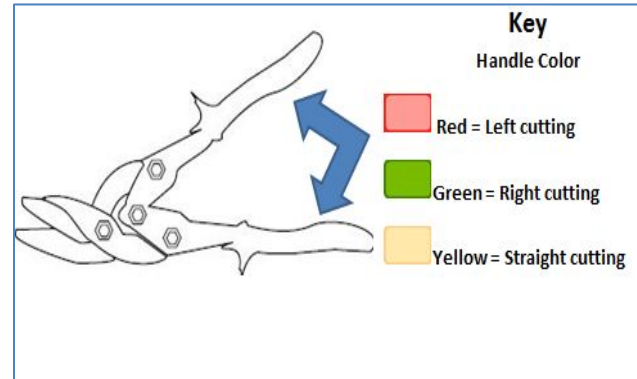 Key
Handle Color
Red = Left cutting
Green = Right cutting
Yellow = Straight cutting